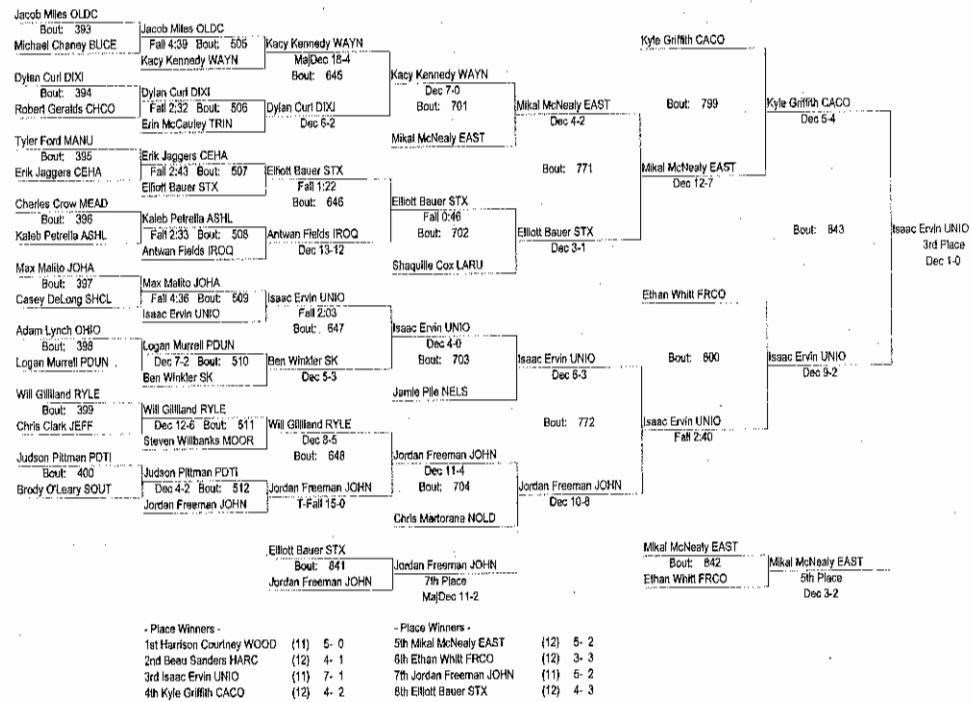 Jacob Miles OLDC
Bout: 393
Michael Chaney BUCE
Dylan Curl DIXI
Bout: 394
Robert Geralds CHCO
Tyler Ford MANU
Bout: 395
Erik Jaggers CEHA
Charles Crow MEAD
Bout: 396
Kaleb Petrella ASHL
Max Malito JOHA
Bout: 397
Casey DeLong SHCL
Adam Lynch OHIO
Bout: 398
Logan Murrell PDUN
Will Gilliland RYLE
Bout: 399
Chris Clark JEFF
Judson Pittman PDTI
Bout: 400
Brody O'Leary SOUT
Jacob Miles OLDC
Fall 4:39 Bout: 505
Kacy Kennedy WAYN
Dylan Curl DIXI
Fall 2:32 Bout: 506
Erin McCauley TRIN
Erik Jaggers CEHA
Fall 2:43 Bout: 507
Elliott Bauer STX
Kaleb Petrella ASHL
Fall 2:33 Bout: 508
Antwan Fields IROQ
Max Malito JOHA
Fall 4:36 Bout: 509
Isaac Ervin UNIO
Logan Murrell PDUN
Dec 7-2 Bout: 510
Ben Winkler SK
Will Gilliland RYLE
Dec 12-6 Bout: 511
Steven Willbanks MOOR
Judson Pittman PDTI
Dec 4-2 Bout: 512
Jordan Freeman JOHN
Kacy Kennedy WAYN
MajDec 18-4
Bout: 645
Dylan Curl DIXI
Dec 6-2
Elliott Bauer STX
Fall 1:22
Bout: 646
Antwan Fields IROQ
Dec 13-12
Isaac Ervin UNIO
Fall 2:03
Bout: 647
Ben Winkler SK
Dec 5-3
Will Gilliland RYLE
Dec 8-5
Bout: 648
Jordan Freeman JOHN
T-Fall 15-0
Kacy Kennedy WAYN
Dec 7-0
Bout: 701
Mikal McNealy EAST
Elliott Bauer STX
Fall 0:46
Bout: 702
Shaquille Cox LARU
Isaac Ervin UNIO
Dec 4-0
Bout: 703
Jamie Pile NELS
Jordan Freeman JOHN
Dec 11-4
Bout: 704
Chris Martorana NOLD
Mikal McNealy EAST
Dec 4-2
Bout: 771
Elliott Bauer STX
Dec 3-1
Isaac Ervin UNIO
Dec 6-3
Bout: 772
Jordan Freeman JOHN
Dec 10-8
Kyle Griffith CACO
Bout: 799
Mikal McNealy EAST
Dec 12-7
Ethan Whitt FRCO
Bout: 800
Isaac Ervin UNIO
Fall 2:40
Kyle Griffith CACO
Dec 5-4
Bout: 843
Isaac Ervin UNIO
Dec 9-2
Isaac Ervin UNIO
3rd Place
Dec 1-0
Elliott Bauer STX
Bout: 841
Jordan Freeman JOHN
Jordan Freeman JOHN
7th Place
MajDec 11-2
Mikal McNealy EAST
Bout: 842
Ethan Whitt FRCO
Mikal McNealy EAST
5th Place
Dec 3-2
- Place Winners -
1st Harrison Courtney WOOD (11) 5- 0
2nd Beau Sanders HARC (12) 4- 1
3rd Isaac Ervin UNIO (11) 7- 1
4th Kyle Griffith CACO (12) 4- 2
- Place Winners -
5th Mikal McNealy EAST (12) 5- 2
6th Ethan Whitt FRCO (12) 3- 3
7th Jordan Freeman JOHN (11) 5- 2
8th Elliott Bauer STX (12) 4- 3